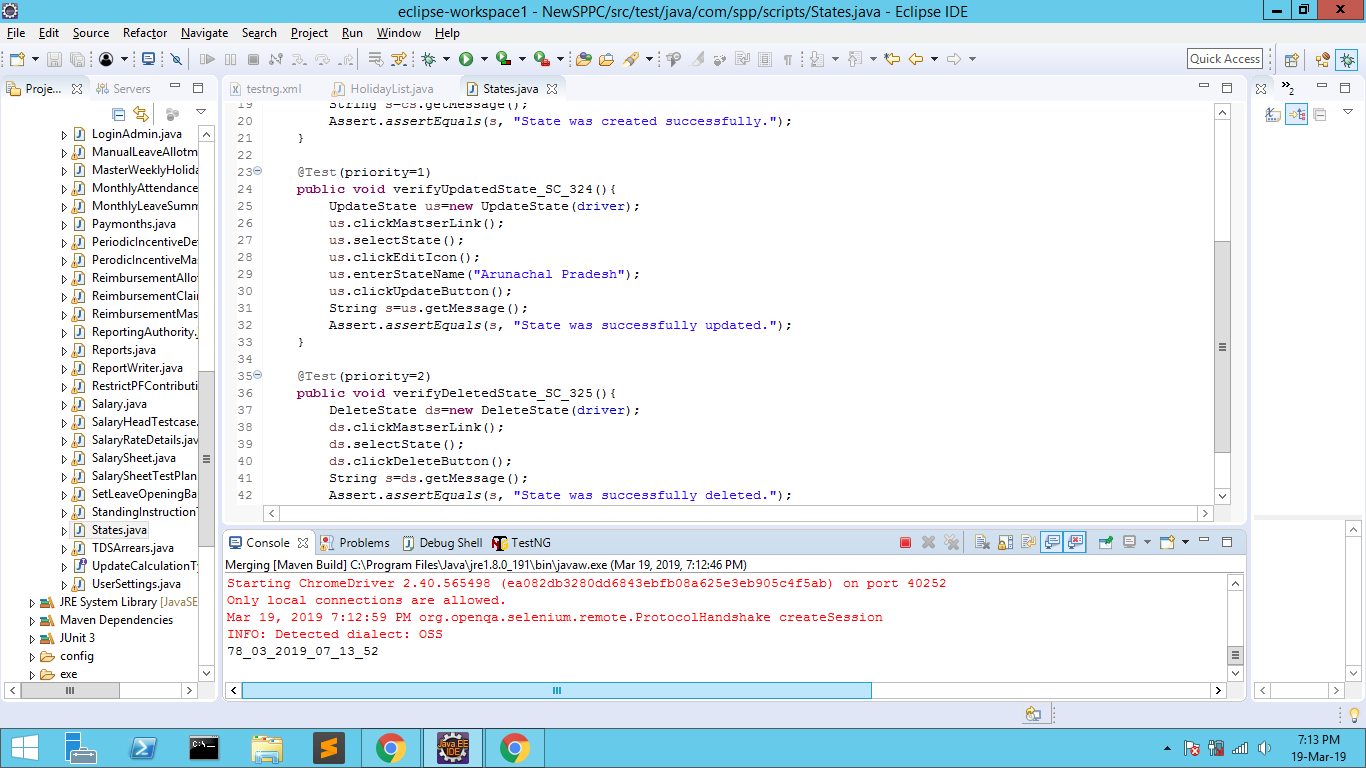 eclipse-workspace1 - NewSPPC/src/test/java/com/spp/scripts/States.java - Eclipse IDE
File Edit Source Refactor Navigate Search Project Run Window Help
Quick Access
Proje... Servers
testng.xml HolidayList.java States.java
2
LoginAdmin.java
ManualLeaveAllotm
MasterWeeklyHolida
MonthlyAttendance
MonthlyLeaveSumm
Paymonths.java
PeriodicIncentiveDe
PerodicIncentiveMa
ReimbursementAllo
ReimbursementClai
ReimbursementMas
ReportingAuthority.
Reports.java
ReportWriter.java
RestrictPFContributi
Salary.java
SalaryHeadTestcase.
SalaryRateDetails.jav
SalarySheet.java
SalarySheetTestPlan
SetLeaveOpeningBa
StandingInstruction
States.java
TDSArrears.java
UpdateCalculationTy
UserSettings.java
JRE System Library [JavaSE
Maven Dependencies
JUnit 3
config
exe
19 String s=cs.getMessage();
20 Assert.assertEquals(s, "State was created successfully.");
21 }
22
23 @Test(priority=1)
24 public void verifyUpdatedState_SC_324(){
25 UpdateState us=new UpdateState(driver);
26 us.clickMastserLink();
27 us.selectState();
28 us.clickEditIcon();
29 us.enterStateName("Arunachal Pradesh");
30 us.clickUpdateButton();
31 String s=us.getMessage();
32 Assert.assertEquals(s, "State was successfully updated.");
33 }
34
35 @Test(priority=2)
36 public void verifyDeletedState_SC_325(){
37 DeleteState ds=new DeleteState(driver);
38 ds.clickMastserLink();
39 ds.selectState();
40 ds.clickDeleteButton();
41 String s=ds.getMessage();
42 Assert.assertEquals(s, "State was successfully deleted.");
Console Problems Debug Shell TestNG
Merging [Maven Build] C:\Program Files\Java\jre1.8.0_191\bin\javaw.exe (Mar 19, 2019, 7:12:46 PM)
Starting ChromeDriver 2.40.565498 (ea082db3280dd6843ebfb08a625e3eb905c4f5ab) on port 40252
Only local connections are allowed.
Mar 19, 2019 7:12:59 PM org.openqa.selenium.remote.ProtocolHandshake createSession
INFO: Detected dialect: OSS
78_03_2019_07_13_52
Java EE
IDE
7:13 PM
19-Mar-19